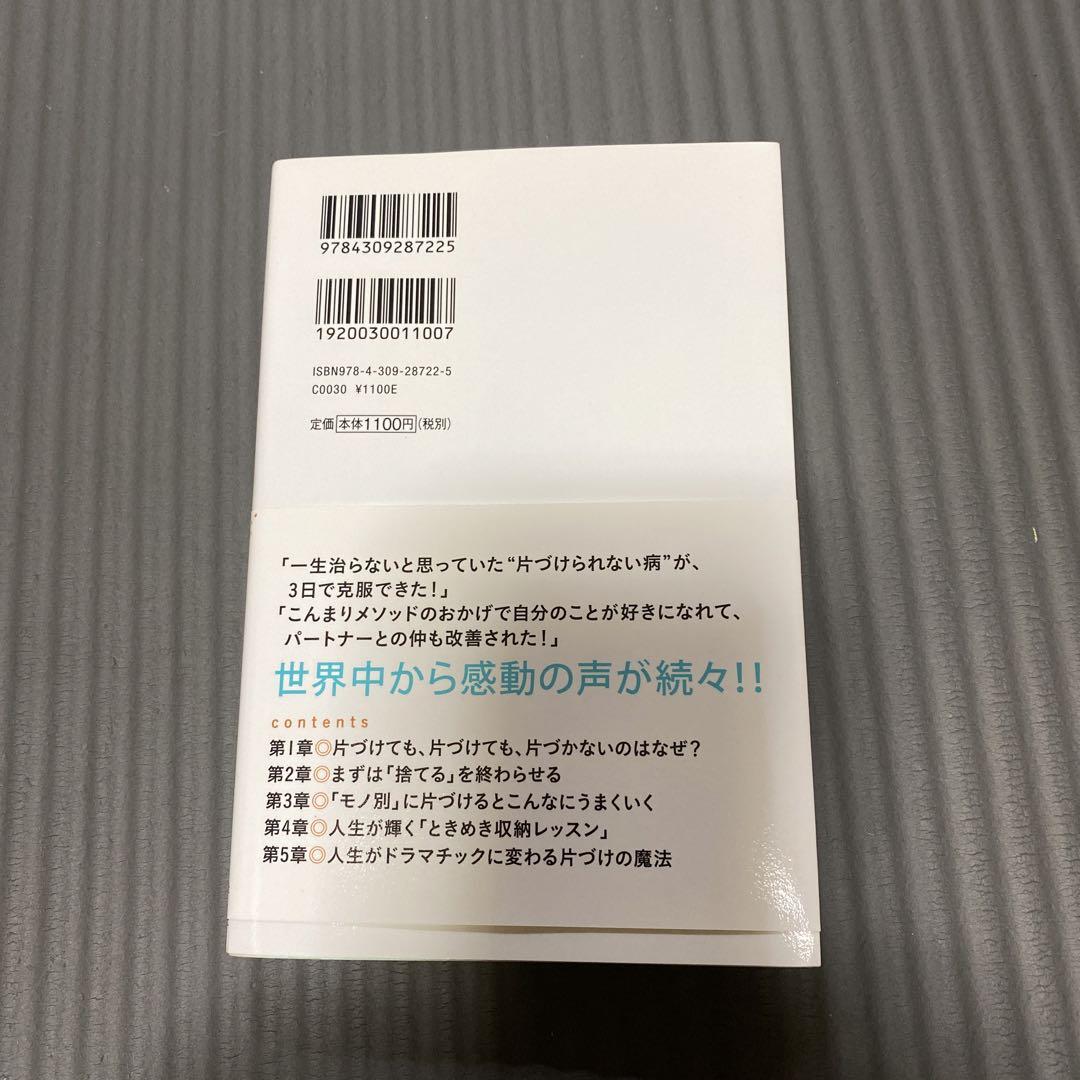 9784309287225
1920030011007
ISBN978-4-309-28722-5
C0030 ¥1100E
定価 本体1100円(税別)
「一生治らないと思っていた“片づけられない病”が、
3日で克服できた!」
「こんまりメソッドのおかげで自分のことが好きになれて、
パートナーとの仲も改善された!」
世界中から感動の声が続々!!
contents
第1章◎片づけても、片づけても、片づかないのはなぜ?
第2章◎まずは「捨てる」を終わらせる
第3章◎「モノ別」に片づけるとこんなにうまくいく
第4章◎人生が輝く「ときめき収納レッスン」
第5章◎人生がドラマチックに変わる片づけの魔法